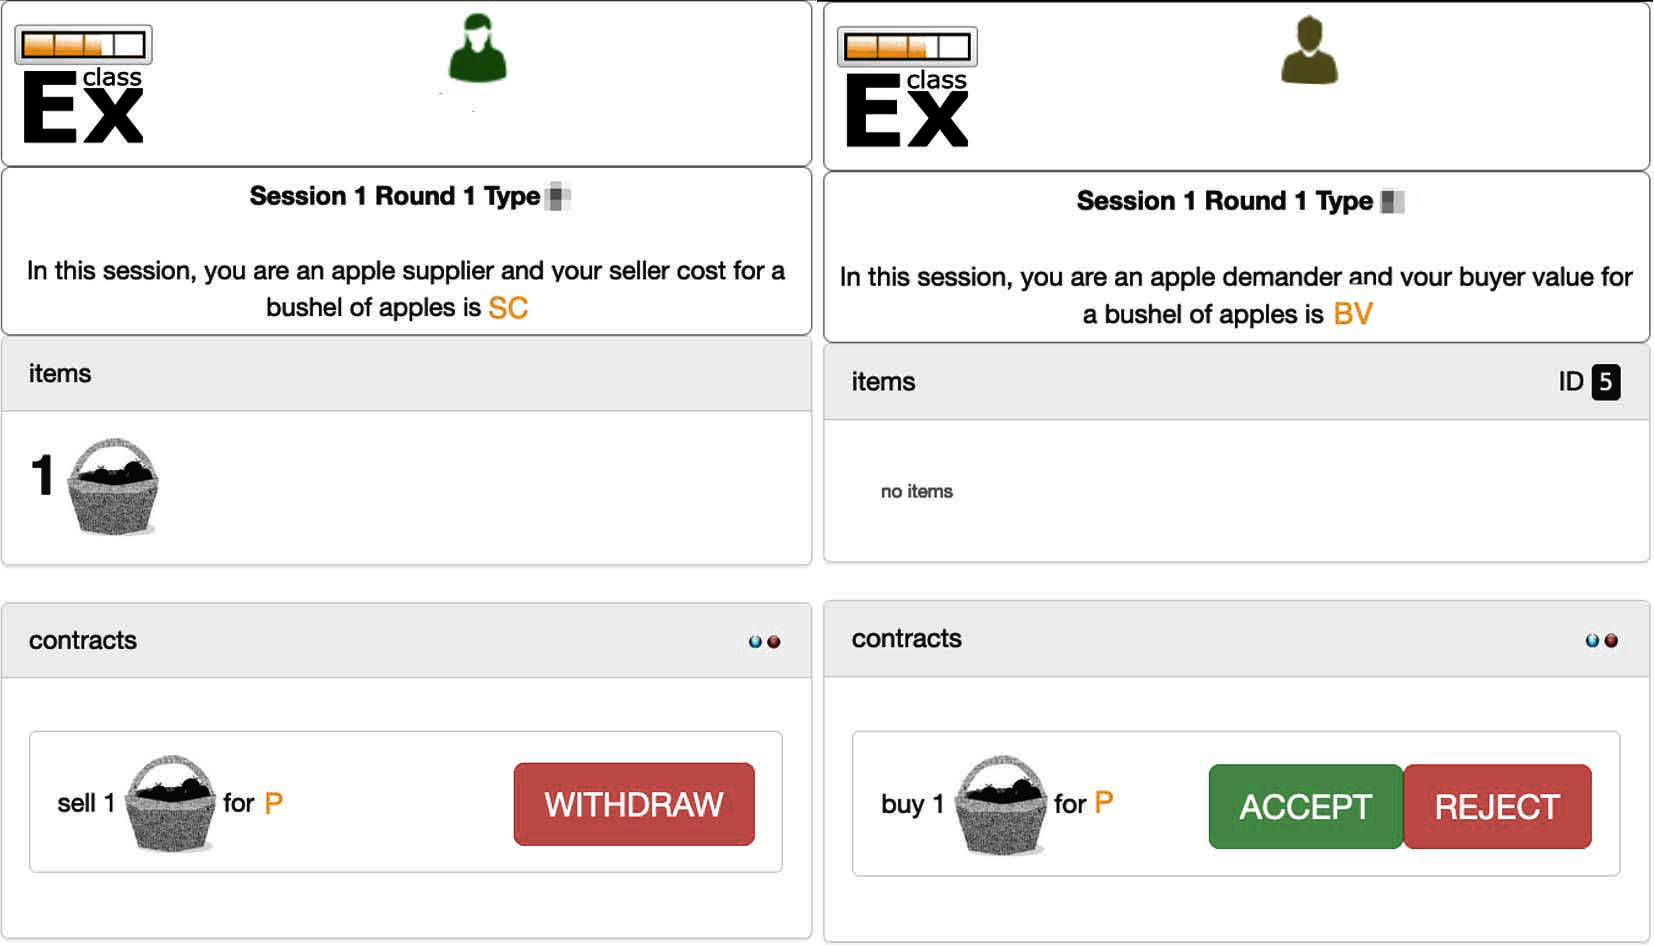 class
Ex
Session 1 Round 1 Type
In this session, you are an apple supplier and your seller cost for a
bushel of apples is SC
items
1
contracts
sell 1 for P
WITHDRAW
class
Ex
Session 1 Round 1 Type
In this session, you are an apple demander and your buyer value for
a bushel of apples is BV
items
ID 5
no items
contracts
buy 1 for P
ACCEPT
REJECT